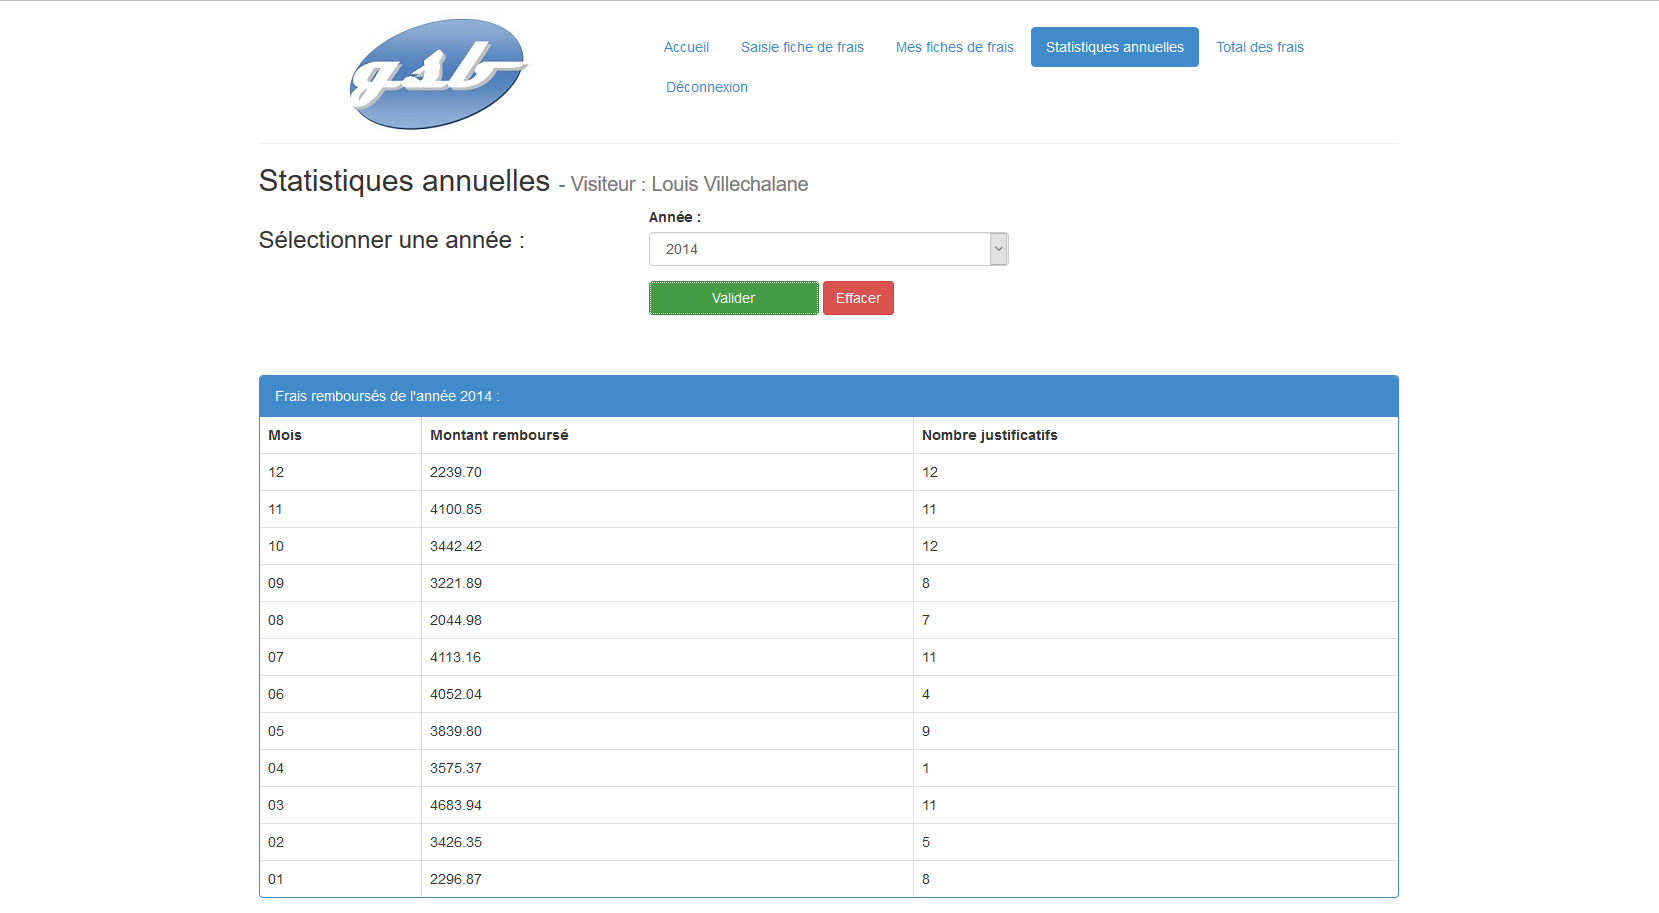 gsb
Accueil Saisie fiche de frais Mes fiches de frais Statistiques annuelles Total des frais
Déconnexion
Statistiques annuelles - Visiteur : Louis Villechalane
Sélectionner une année :
Année :
2014
Valider Effacer
Frais remboursés de l'année 2014 :
Mois Montant remboursé Nombre justificatifs
12 2239.70 12
11 4100.85 11
10 3442.42 12
09 3221.89 8
08 2044.98 7
07 4113.16 11
06 4052.04 4
05 3839.80 9
04 3575.37 1
03 4683.94 11
02 3426.35 5
01 2296.87 8